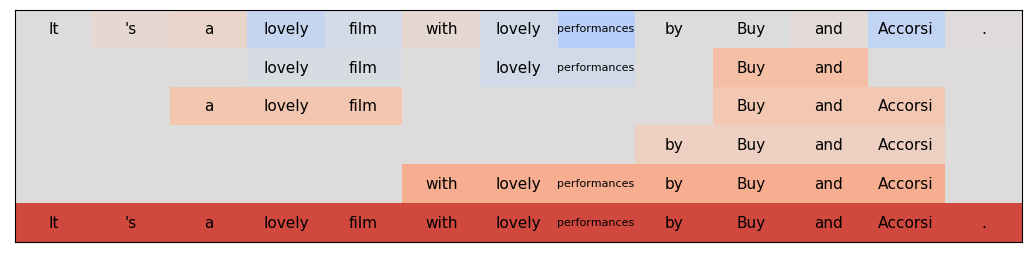 It 's a lovely film with lovely performances by Buy and Accorsi .
lovely film lovely performances Buy and
a lovely film Buy and Accorsi
by Buy and Accorsi
with lovely performances by Buy and Accorsi
It 's a lovely film with lovely performances by Buy and Accorsi .